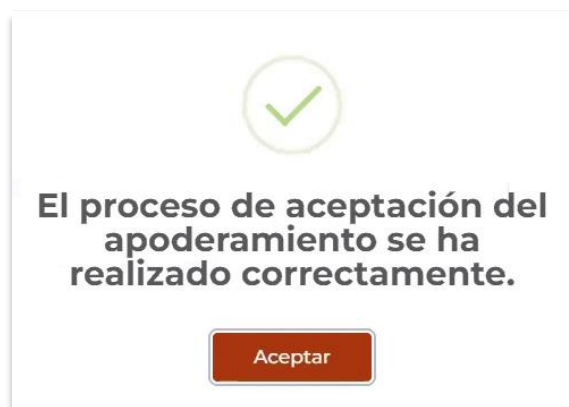 El proceso de aceptación del
apoderamiento se ha
realizado correctamente.
Aceptar